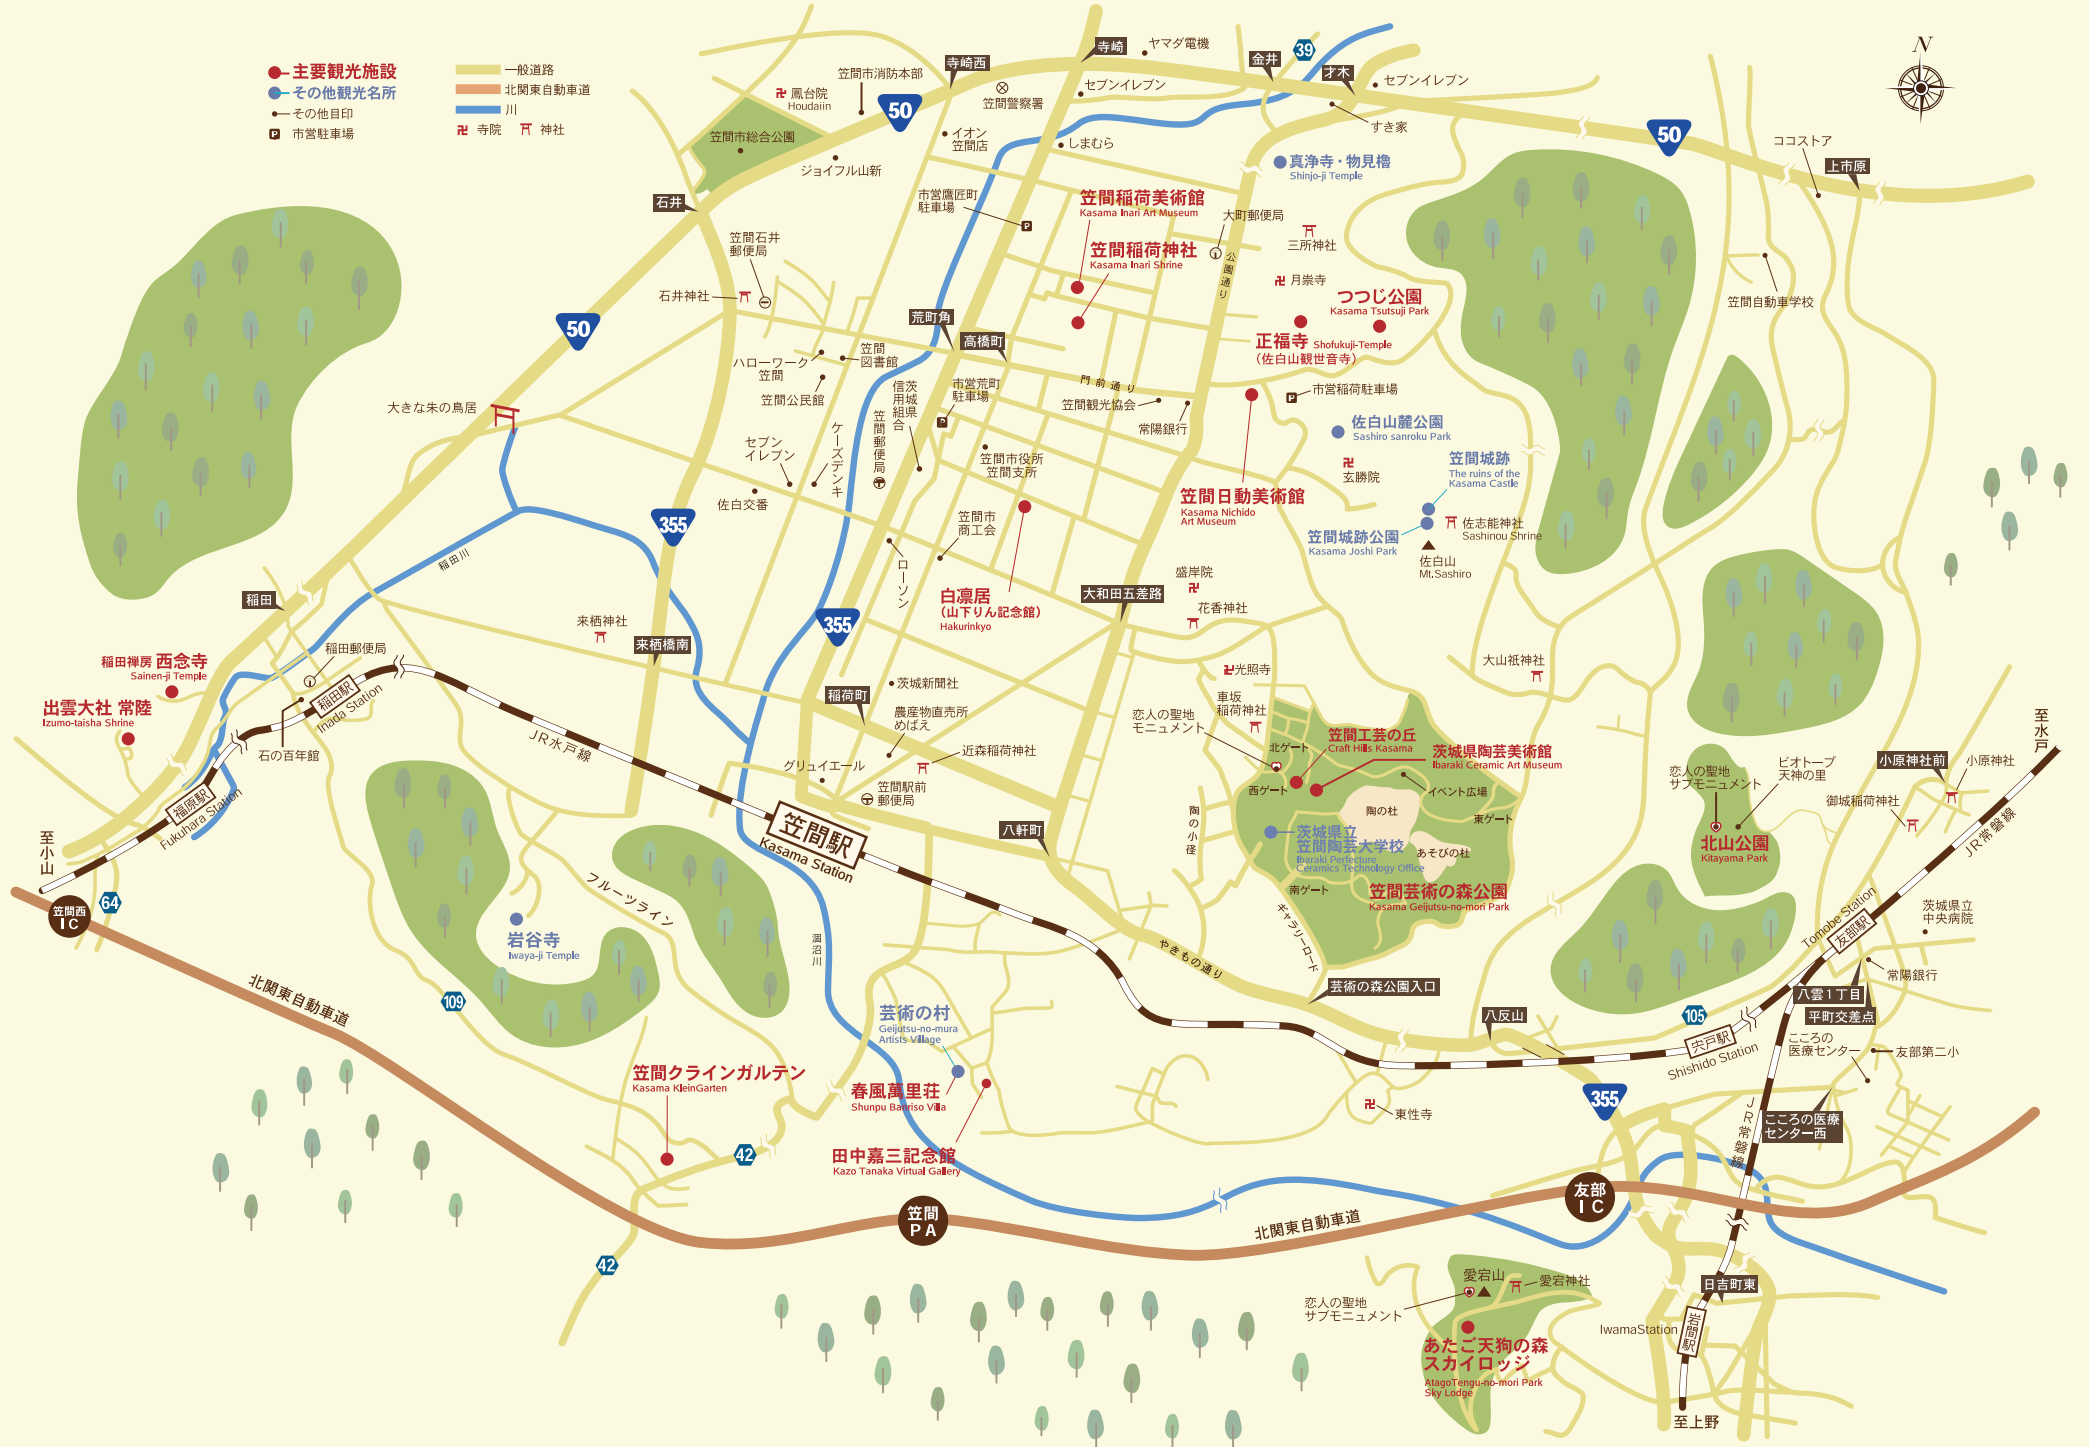 主要観光施設
その他観光名所
その他目印
市営駐車場
一般道路
北関東自動車道
川
寺院
神社
N
寺崎西
寺崎
ヤマダ電機
金井
39
才木
セブンイレブン
笠間市消防本部
鳳台院
Houdaiin
50
笠間警察署
セブンイレブン
すき家
50
ココストア
上市原
笠間市総合公園
ジョイフル山新
イオン
笠間店
しまむら
真浄寺・物見櫓
Shinjo-ji Temple
石井
市営鷹匠町
駐車場
笠間稲荷美術館
Kasama Inari Art Museum
大町郵便局
三所神社
笠間石井
郵便局
笠間稲荷神社
Kasama Inari Shrine
公園通り
月崇寺
石井神社
つつじ公園
Kasama Tsutsuji Park
笠間自動車学校
50
荒町角
高橋町
正福寺
Shofukuji-Temple
(佐白山観世音寺)
ハローワーク
笠間
笠間
図書館
笠間公民館
茨城県
信用組合
市営荒町
駐車場
門前通り
笠間観光協会
常陽銀行
市営稲荷駐車場
大きな朱の鳥居
佐白山麓公園
Sashiro sanroku Park
笠間郵便局
ケーズデンキ
セブン
イレブン
佐白交番
笠間市役所
笠間支所
玄勝院
笠間城跡
The ruins of the
Kasama Castle
笠間日動美術館
Kasama Nichido
Art Museum
355
笠間市
商工会
笠間城跡公園
Kasama Joshi Park
佐志能神社
Sashinou Shrine
佐白山
Mt.Sashiro
稲田川
ローソン
稲田
白凛居
(山下りん記念館)
Hakurinkyo
盛岸院
大和田五差路
花香神社
来栖神社
355
来栖橋南
稲田禅房 西念寺
Sainen-ji Temple
稲田郵便局
稲田駅
Inada Station
出雲大社 常陸
Izumo-taisha Shrine
石の百年館
JR水戸線
稲荷町
茨城新聞社
農産物直売所
めばえ
近森稲荷神社
グリュイエール
笠間駅前
郵便局
光照寺
車坂
稲荷神社
恋人の聖地
モニュメント
大山祇神社
北ゲート
笠間工芸の丘
Craft Hills Kasama
茨城県陶芸美術館
Ibaraki Ceramic Art Museum
西ゲート
イベント広場
陶の杜
東ゲート
陶の小径
茨城県立
笠間陶芸大学校
Ibaraki Perfecture
Ceramics Technology Office
あそびの杜
南ゲート
笠間芸術の森公園
Kasama Geijutsu-no-mori Park
ギャラリーロード
恋人の聖地
サブモニュメント
ビオトープ
天神の里
小原神社前
小原神社
至水戸
御城稲荷神社
北山公園
Kitayama Park
JR常磐線
福原駅
Fukuhara Station
至小山
笠間駅
Kasama Station
八軒町
笠間西
IC
64
フルーツライン
岩谷寺
Iwaya-ji Temple
涸沼川
やきもの通り
芸術の森公園入口
友部駅
Tomobe Station
茨城県立
中央病院
常陽銀行
八雲1丁目
平町交差点
北関東自動車道
109
芸術の村
Geijutsu-no-mura
Artists Village
八反山
105
宍戸駅
Shishido Station
こころの
医療センター
友部第二小
笠間クラインガルテン
Kasama KleinGarten
春風萬里荘
Shunpu Banriso Villa
東性寺
355
JR常磐線
こころの医療
センター西
42
田中嘉三記念館
Kazo Tanaka Virtual Gallery
笠間
PA
北関東自動車道
友部
IC
42
愛宕山
愛宕神社
恋人の聖地
サブモニュメント
日吉町東
IwamaStation
岩間駅
あたご天狗の森
スカイロッジ
AtagoTengu-no-mori Park
Sky Lodge
至上野